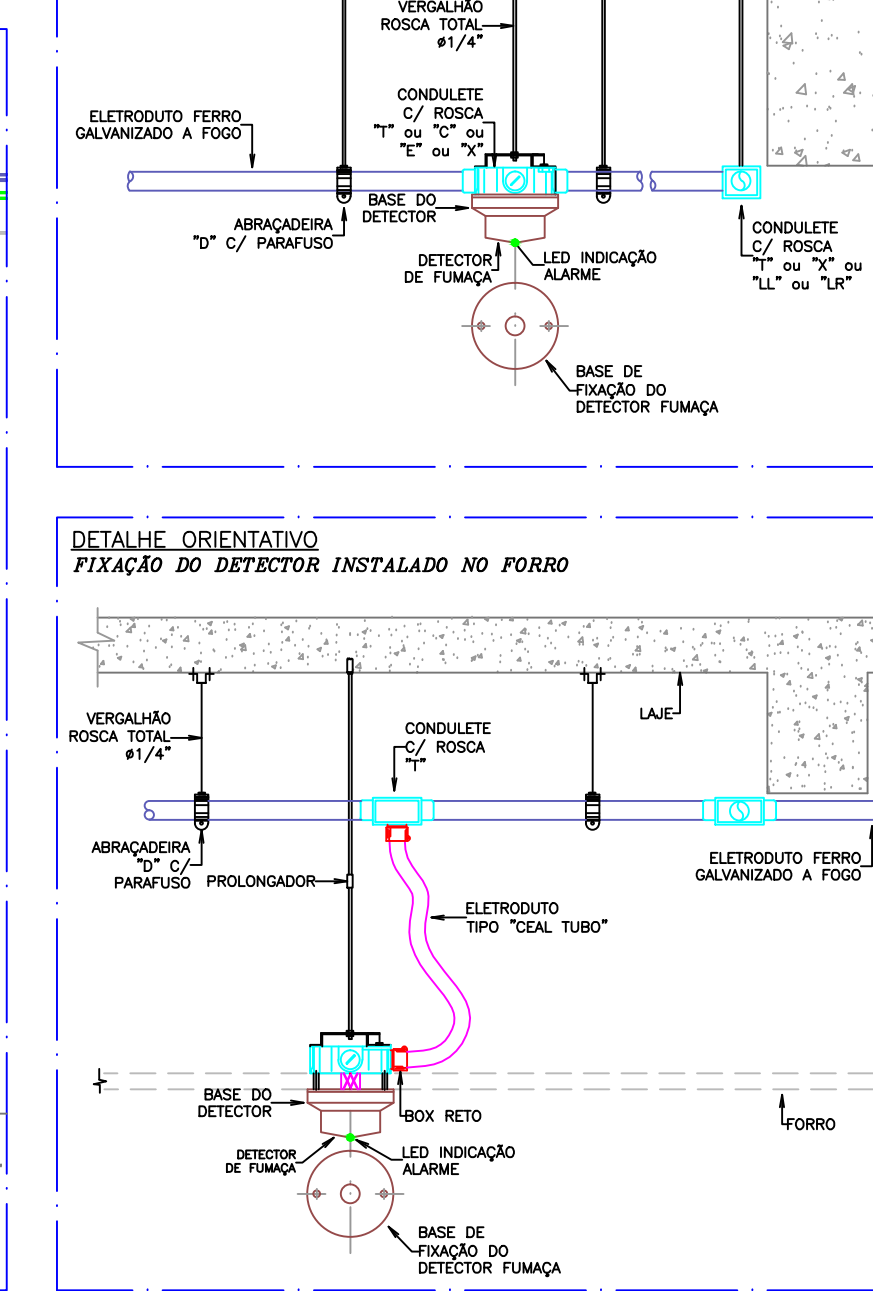 VERGALHÃO
ROSCA TOTAL
ø1/4"
ELETRODUTO FERRO
GALVANIZADO A FOGO
CONDULETE
C/ ROSCA
"T" ou "C" ou
"E" ou "X"
ABRAÇADEIRA
"D" C/ PARAFUSO
BASE DO
DETECTOR
DETECTOR
DE FUMAÇA
LED INDICAÇÃO
ALARME
CONDULETE
C/ ROSCA
"T" ou "X" ou
"LL" ou "LR"
BASE DE
FIXAÇÃO DO
DETECTOR FUMAÇA
DETALHE ORIENTATIVO
FIXAÇÃO DO DETECTOR INSTALADO NO FORRO
VERGALHÃO
ROSCA TOTAL
ø1/4"
CONDULETE
C/ ROSCA
"T"
LAJE
ABRAÇADEIRA
"D" C/
PARAFUSO
PROLONGADOR
ELETRODUTO FERRO
GALVANIZADO A FOGO
ELETRODUTO
TIPO "CEAL TUBO"
BASE DO
DETECTOR
BOX RETO
FORRO
DETECTOR
DE FUMAÇA
LED INDICAÇÃO
ALARME
BASE DE
FIXAÇÃO DO
DETECTOR FUMAÇA